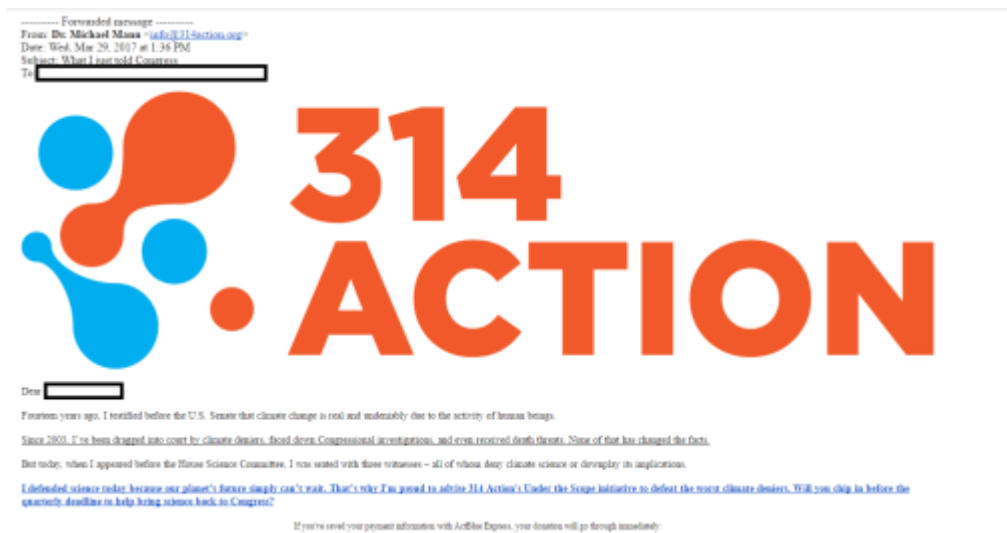 ---------- Forwarded message ----------
From: Dr. Michael Mann <info@314action.org>
Date: Wed, Mar 29, 2017 at 1:36 PM
Subject: What I just told Congress
To
314
ACTION
Dear
Fourteen years ago, I testified before the U.S. Senate that climate change is real and undeniably due to the activity of human beings.
Since 2003, I've been dragged into court by climate deniers, faced down Congressional investigations, and even received death threats. None of that has changed the facts.
But today, when I appeared before the House Science Committee, I was seated with three witnesses – all of whom deny climate science or downplay its implications.
I defended science today because our planet's future simply can't wait. That's why I'm proud to advise 314 Action's Under the Scope initiative to defeat the worst climate deniers. Will you chip in before the
quarterly deadline to help bring science back to Congress?
If you've saved your payment information with ActBlue Express, your donation will go through immediately: